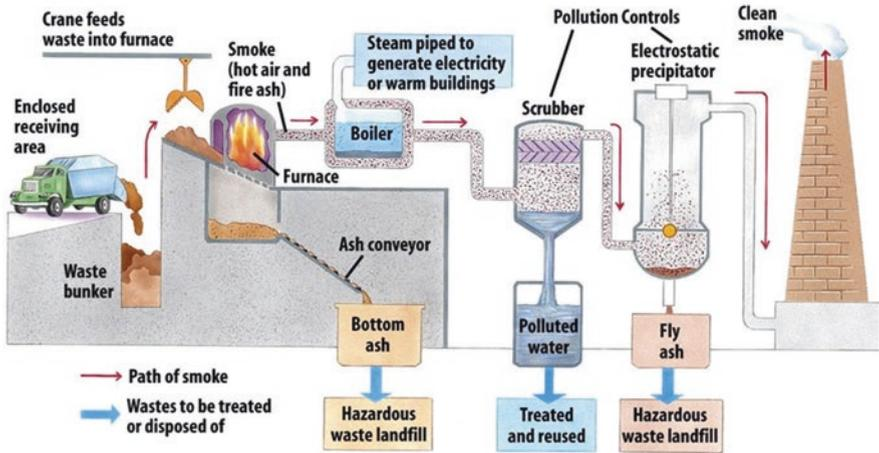 Crane feeds
waste into furnace
Smoke
(hot air and
fire ash)
Steam piped to
generate electricity
or warm buildings
Pollution Controls
Electrostatic
precipitator
Clean
smoke
Enclosed
receiving
area
Boiler
Scrubber
Furnace
Waste
bunker
Ash conveyor
Bottom
ash
Polluted
water
Fly
ash
Path of smoke
Wastes to be treated
or disposed of
Hazardous
waste landfill
Treated
and reused
Hazardous
waste landfill